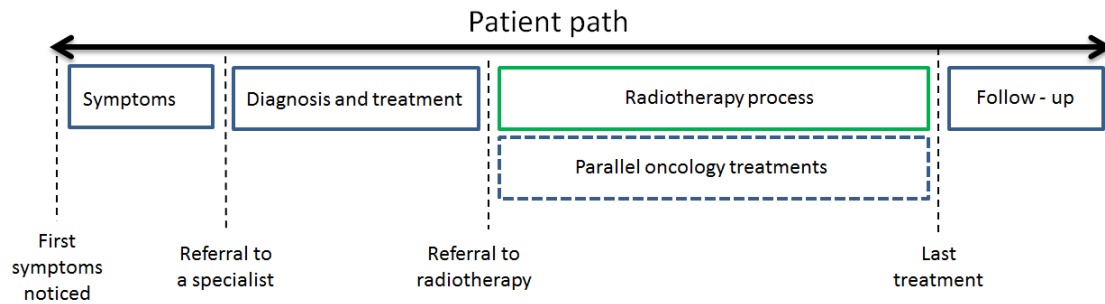 Patient path
Symptoms
Diagnosis and treatment
Radiotherapy process
Follow - up
Parallel oncology treatments
First
symptoms
noticed
Referral to
a specialist
Referral to
radiotherapy
Last
treatment